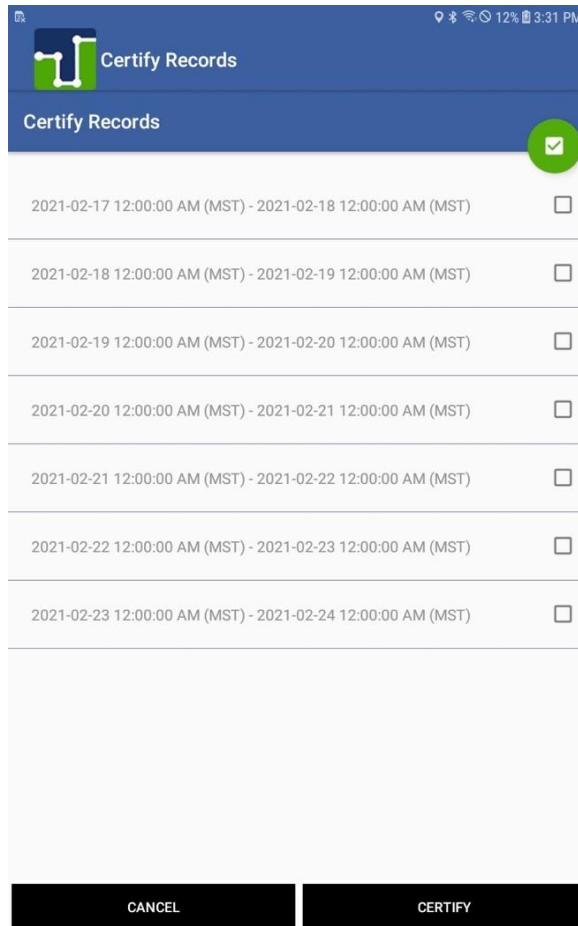 12% 3:31 PM
Certify Records
Certify Records
2021-02-17 12:00:00 AM (MST) - 2021-02-18 12:00:00 AM (MST)
2021-02-18 12:00:00 AM (MST) - 2021-02-19 12:00:00 AM (MST)
2021-02-19 12:00:00 AM (MST) - 2021-02-20 12:00:00 AM (MST)
2021-02-20 12:00:00 AM (MST) - 2021-02-21 12:00:00 AM (MST)
2021-02-21 12:00:00 AM (MST) - 2021-02-22 12:00:00 AM (MST)
2021-02-22 12:00:00 AM (MST) - 2021-02-23 12:00:00 AM (MST)
2021-02-23 12:00:00 AM (MST) - 2021-02-24 12:00:00 AM (MST)
CANCEL CERTIFY